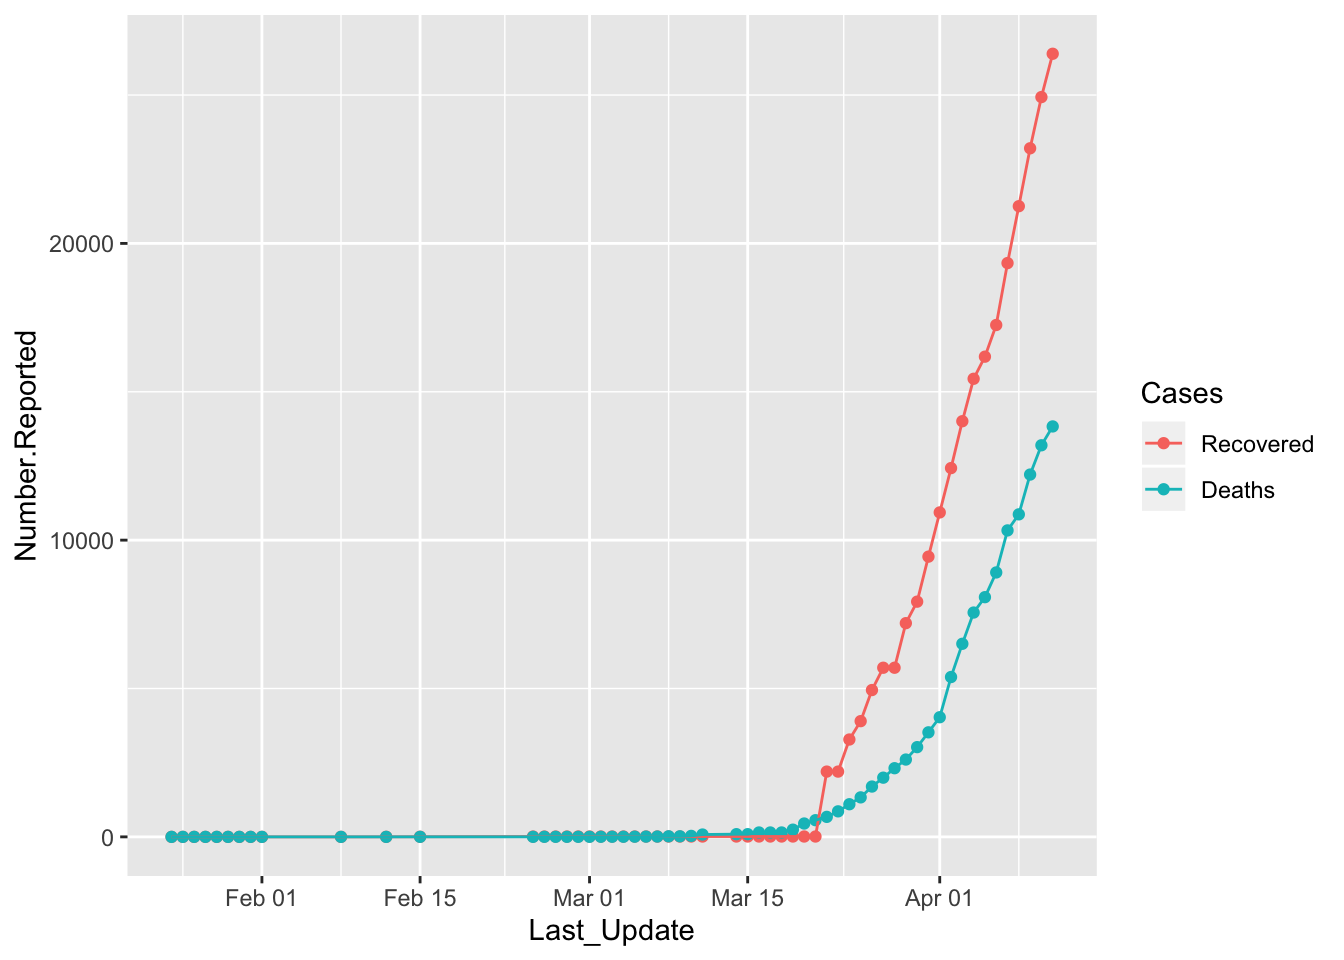 20000
10000
0
Number.Reported
Feb 01
Feb 15
Mar 01
Mar 15
Apr 01
Last_Update
Cases
Recovered
Deaths